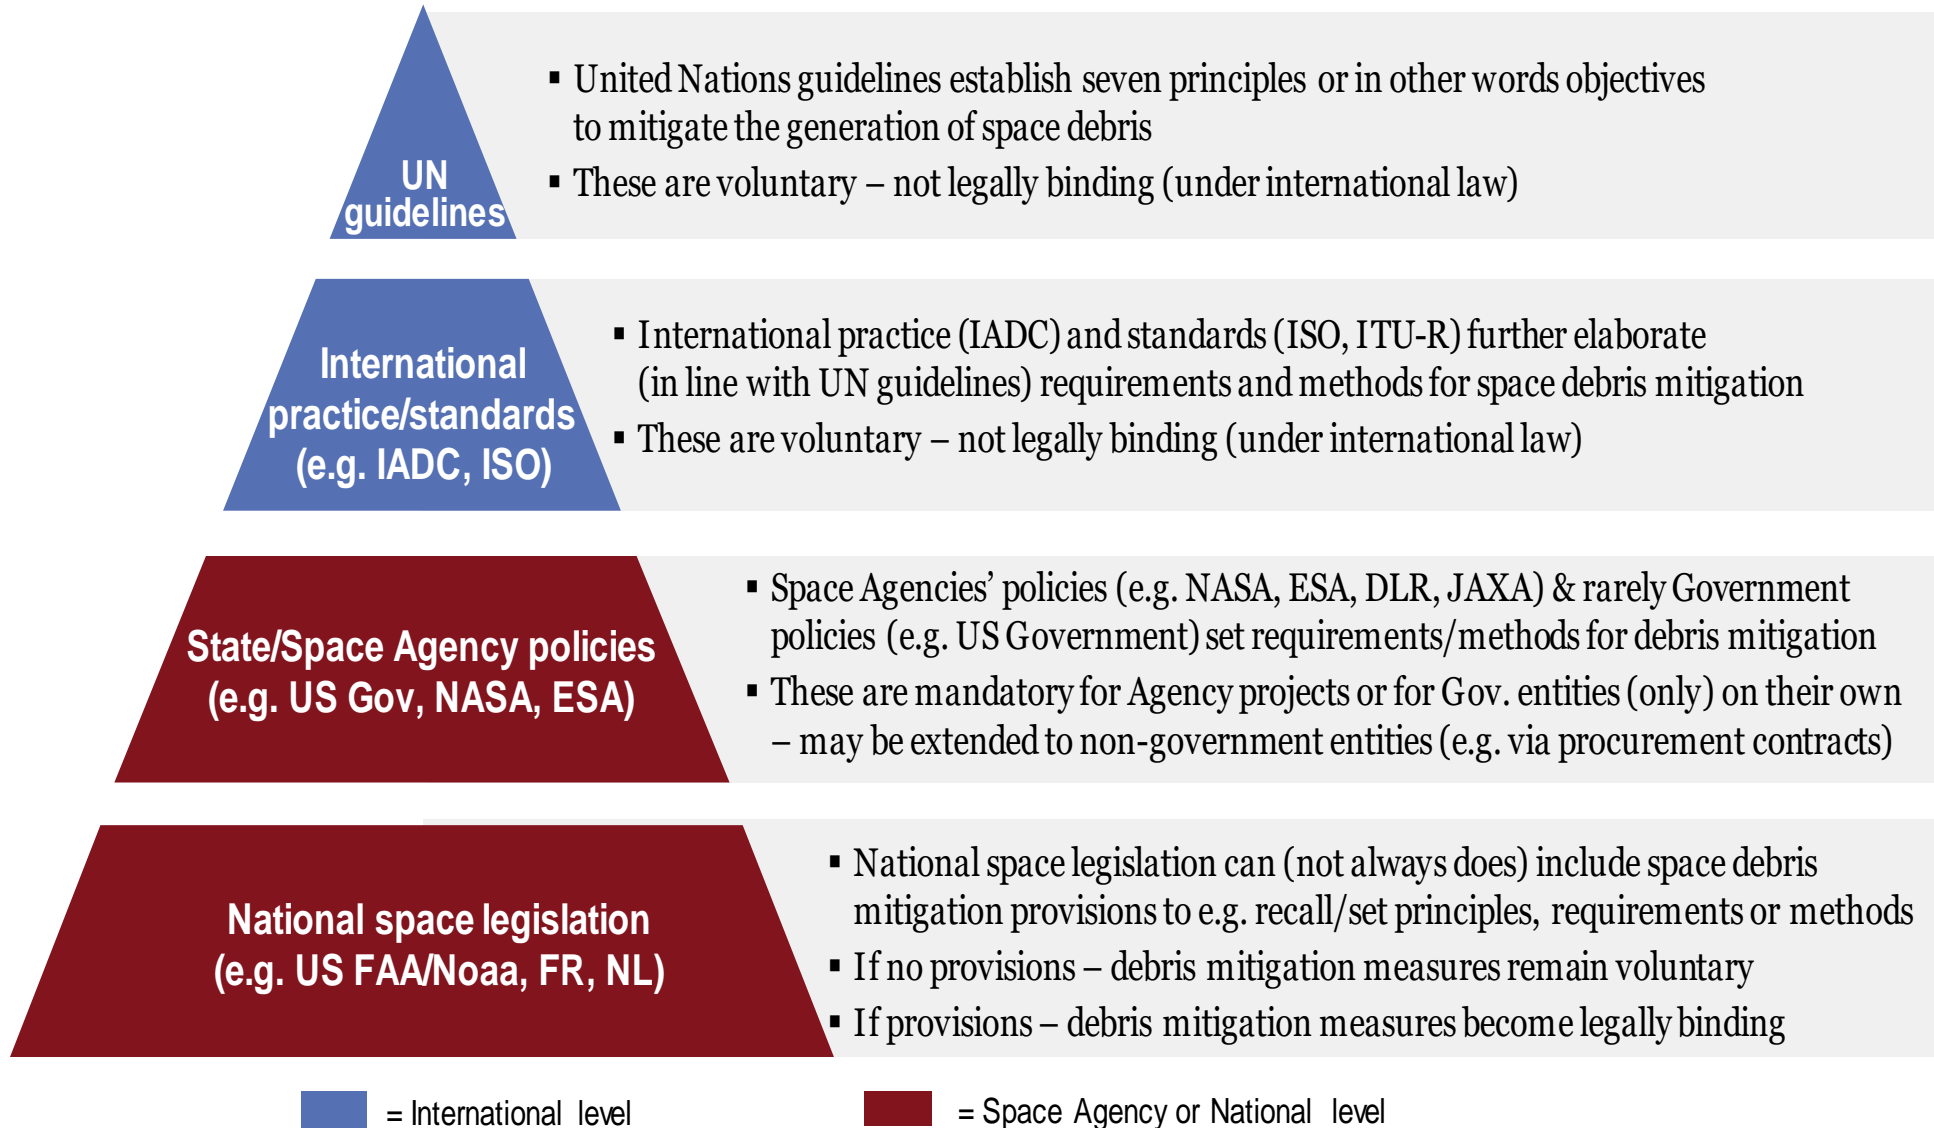 UN
guidelines
▪ United Nations guidelines establish seven principles or in other words objectives
to mitigate the generation of space debris
▪ These are voluntary – not legally binding (under international law)
International
practice/standards
(e.g. IADC, ISO)
▪ International practice (IADC) and standards (ISO, ITU-R) further elaborate
(in line with UN guidelines) requirements and methods for space debris mitigation
▪ These are voluntary – not legally binding (under international law)
State/Space Agency policies
(e.g. US Gov, NASA, ESA)
▪ Space Agencies’ policies (e.g. NASA, ESA, DLR, JAXA) & rarely Government
policies (e.g. US Government) set requirements/methods for debris mitigation
▪ These are mandatory for Agency projects or for Gov. entities (only) on their own
– may be extended to non-government entities (e.g. via procurement contracts)
National space legislation
(e.g. US FAA/Noaa, FR, NL)
▪ National space legislation can (not always does) include space debris
mitigation provisions to e.g. recall/set principles, requirements or methods
▪ If no provisions – debris mitigation measures remain voluntary
▪ If provisions – debris mitigation measures become legally binding
= International level
= Space Agency or National level